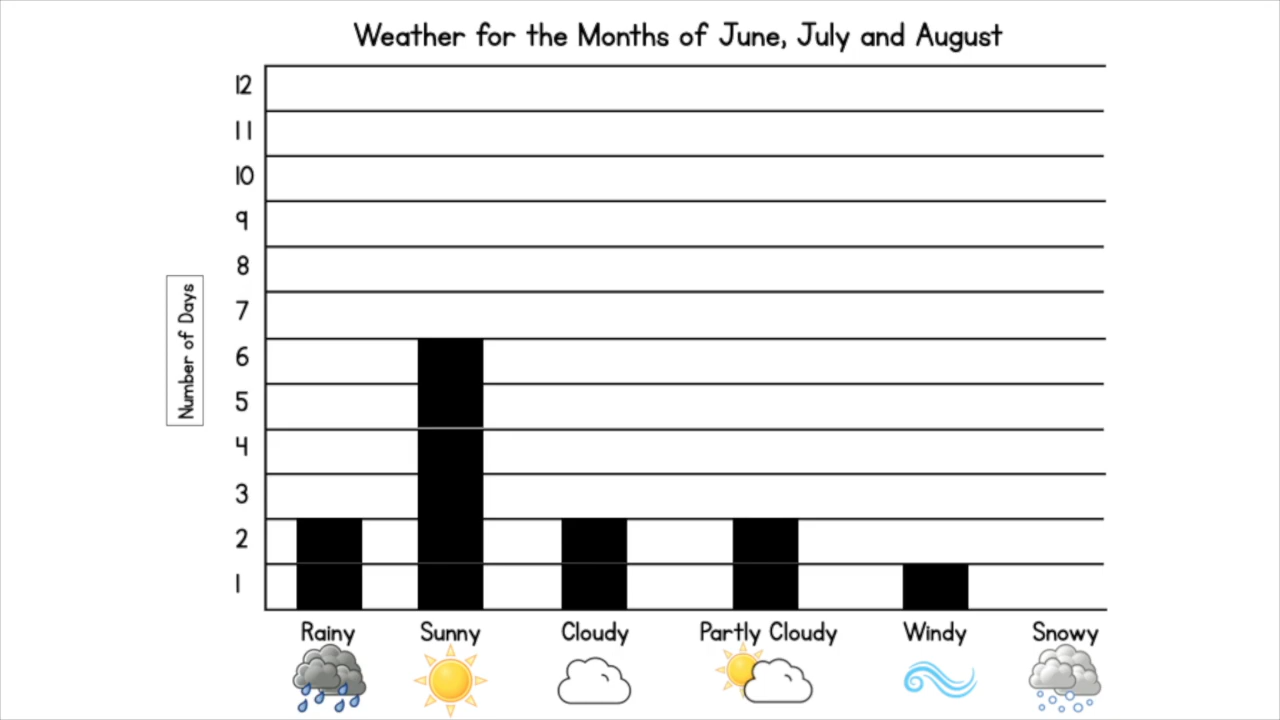 Weather for the Months of June, July and August
12
11
10
9
8
7
6
5
4
3
2
1
Number of Days
Rainy
Sunny
Cloudy
Partly Cloudy
Windy
Snowy